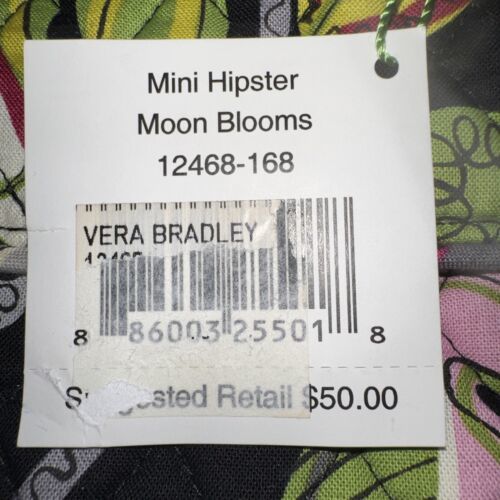 Mini Hipster
Moon Blooms
12468-168
VERA BRADLEY
8 86003 25501 8
Suggested Retail $50.00